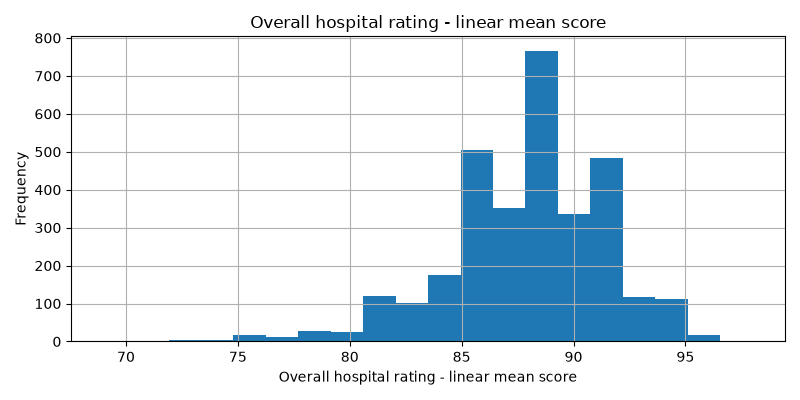 Overall hospital rating - linear mean score
800
700
600
500
400
300
200
100
0
Frequency
70 75 80 85 90 95
Overall hospital rating - linear mean score